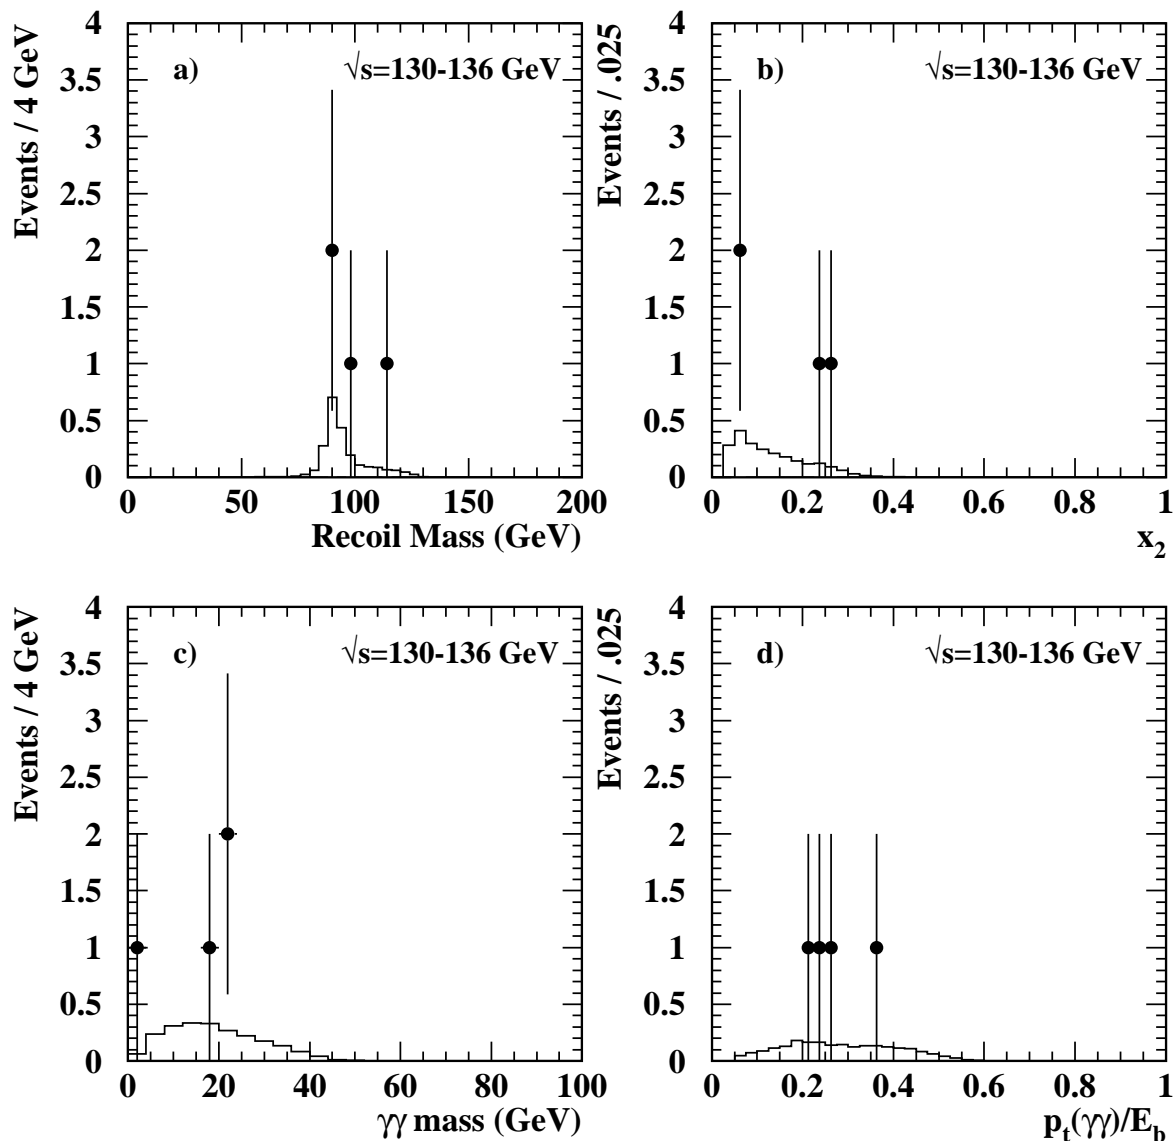 Events / 4 GeV
a)
√s=130-136 GeV
4
3.5
3
2.5
2
1.5
1
0.5
0
0 50 100 150 200
Recoil Mass (GeV)
Events / .025
b)
√s=130-136 GeV
4
3.5
3
2.5
2
1.5
1
0.5
0
0 0.2 0.4 0.6 0.8 1
x2
Events / 4 GeV
c)
√s=130-136 GeV
4
3.5
3
2.5
2
1.5
1
0.5
0
0 20 40 60 80 100
γγ mass (GeV)
Events / .025
d)
√s=130-136 GeV
4
3.5
3
2.5
2
1.5
1
0.5
0
0 0.2 0.4 0.6 0.8 1
pt(γγ)/Eb